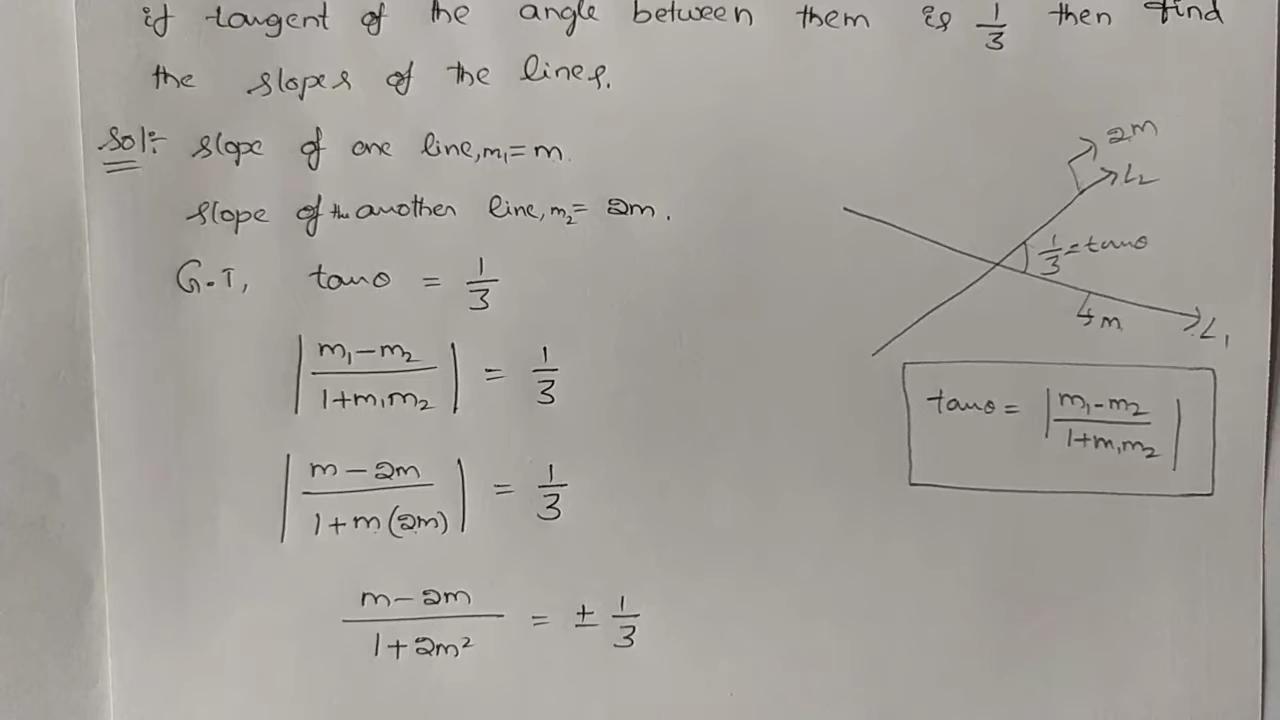 if tangent of the angle between them is 1/3 then find
the slopes of the lines.
Sol:- slope of one line, m₁ = m.
slope of the another line, m₂ = 2m.
G.T, tanθ = 1/3
|m₁ - m₂ / 1 + m₁m₂| = 1/3
|m - 2m / 1 + m(2m)| = 1/3
m - 2m / 1 + 2m² = ± 1/3
2m
L₂
1/3 = tanθ
m
L₁
tanθ = |m₁ - m₂ / 1 + m₁m₂|